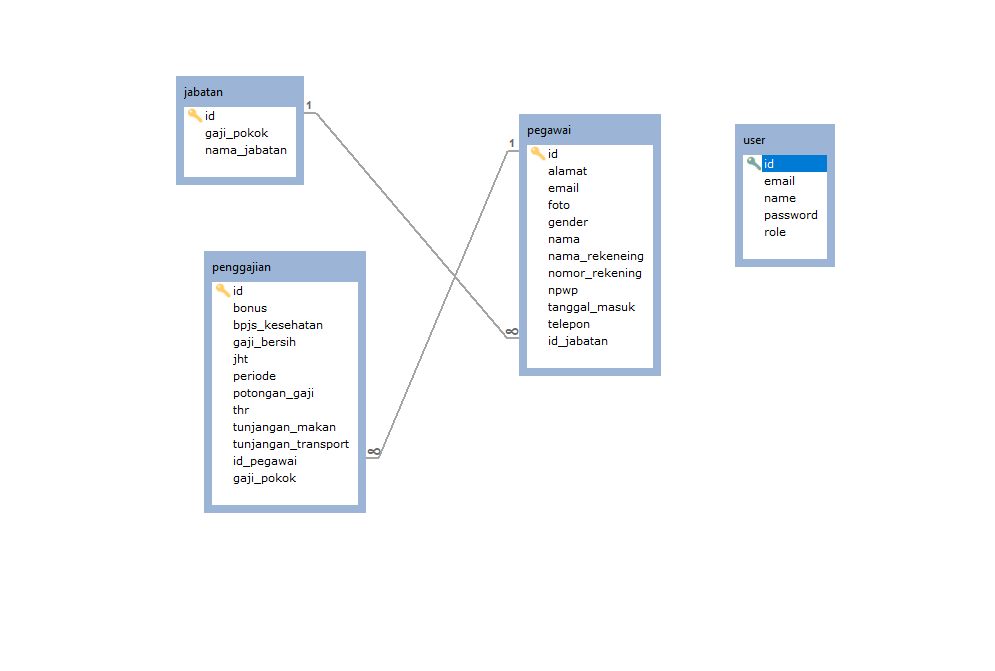 jabatan
id
gaji_pokok
nama_jabatan
1
penggajian
id
bonus
bpjs_kesehatan
gaji_bersih
jht
periode
potongan_gaji
thr
tunjangan_makan
tunjangan_transport
id_pegawai
gaji_pokok
∞
1
pegawai
id
alamat
email
foto
gender
nama
nama_rekeneing
nomor_rekening
npwp
tanggal_masuk
telepon
id_jabatan
∞
user
id
email
name
password
role